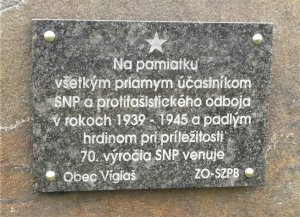 Na pamiatku
všetkým priamym účastníkom
SNP a protifašistického odboja
v rokoch 1939 - 1945 a padlým
hrdinom pri príležitosti
70. výročia SNP venuje
Obec Vígľaš ZO-SZPB